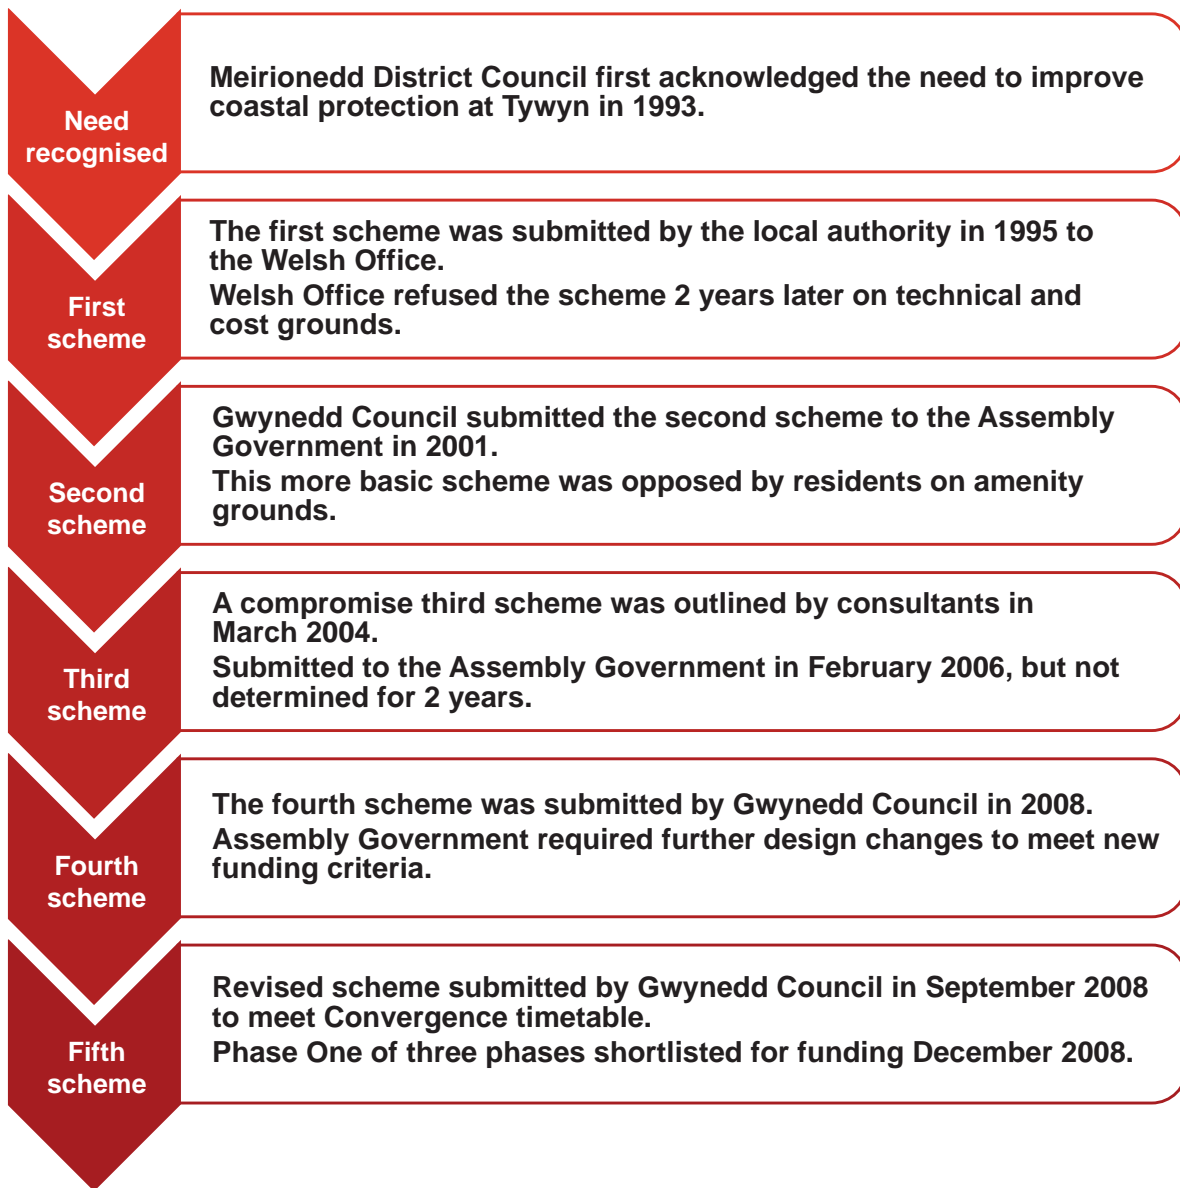 Need
recognised
Meirionedd District Council first acknowledged the need to improve
coastal protection at Tywyn in 1993.
First
scheme
The first scheme was submitted by the local authority in 1995 to
the Welsh Office.
Welsh Office refused the scheme 2 years later on technical and
cost grounds.
Second
scheme
Gwynedd Council submitted the second scheme to the Assembly
Government in 2001.
This more basic scheme was opposed by residents on amenity
grounds.
Third
scheme
A compromise third scheme was outlined by consultants in
March 2004.
Submitted to the Assembly Government in February 2006, but not
determined for 2 years.
Fourth
scheme
The fourth scheme was submitted by Gwynedd Council in 2008.
Assembly Government required further design changes to meet new
funding criteria.
Fifth
scheme
Revised scheme submitted by Gwynedd Council in September 2008
to meet Convergence timetable.
Phase One of three phases shortlisted for funding December 2008.